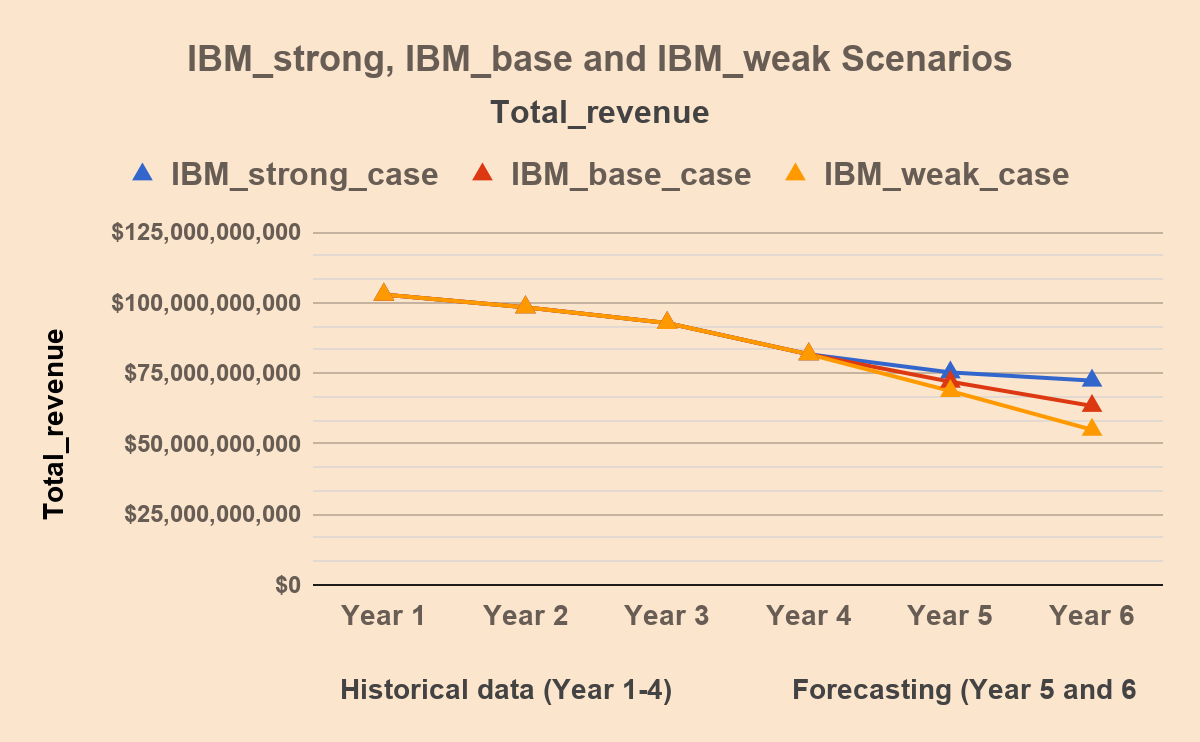 IBM_strong, IBM_base and IBM_weak Scenarios
Total_revenue
IBM_strong_case IBM_base_case IBM_weak_case
$125,000,000,000
$100,000,000,000
$75,000,000,000
$50,000,000,000
$25,000,000,000
$0
Total_revenue
Year 1 Year 2 Year 3 Year 4 Year 5 Year 6
Historical data (Year 1-4) Forecasting (Year 5 and 6